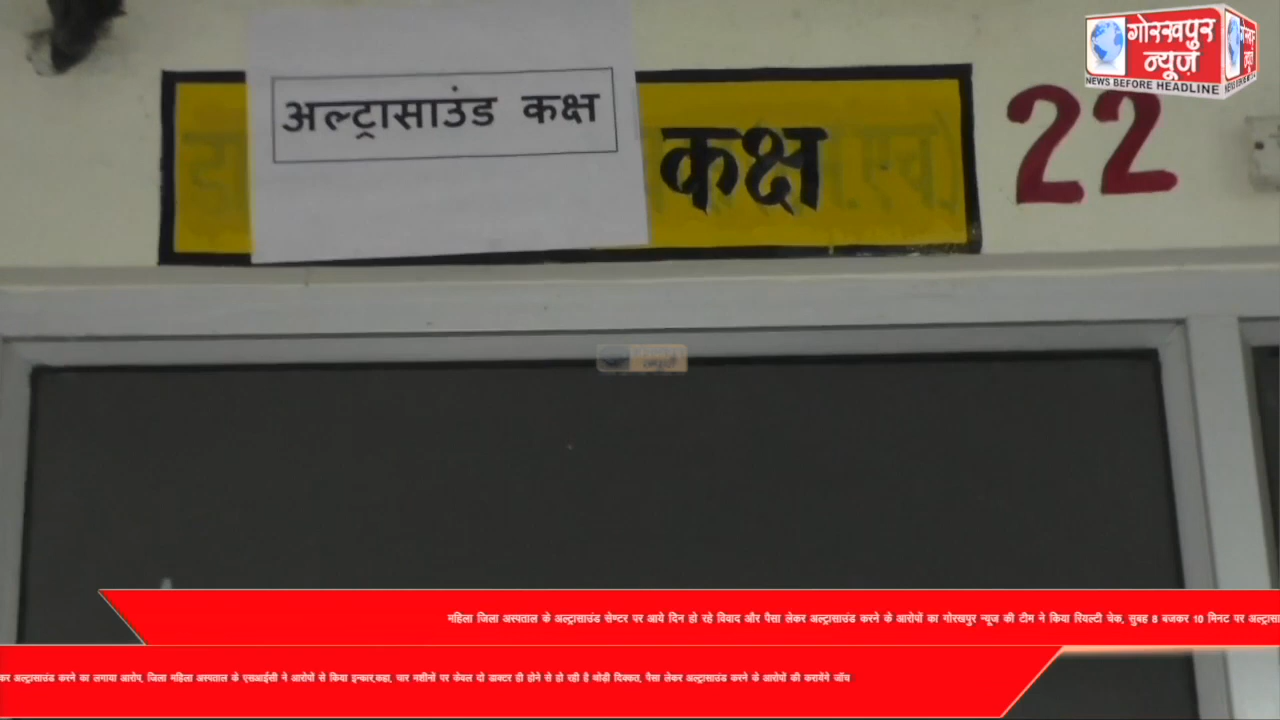 गोरखपुर
न्यूज़
NEWS BEFORE HEADLINE
अल्ट्रासाउंड कक्ष
कक्ष
22
महिला जिला अस्पताल के अल्ट्रासाउंड सेण्टर पर आये दिन हो रहे विवाद और पैसा लेकर अल्ट्रासाउंड करने के आरोपों का गोरखपुर न्यूज की टीम ने किया रियल्टी चेक, सुबह 8 बजकर 10 मिनट पर अल्ट्रासा
कर अल्ट्रासाउंड करने का लगाया आरोप, जिला महिला अस्पताल के एसआईसी ने आरोपों से किया इन्कार,कहा, चार मशीनों पर केवल दो डाक्टर ही होने से हो रही है थोड़ी दिक्कत, पैसा लेकर अल्ट्रासाउंड करने के आरोपों की करायेंगे जाँच